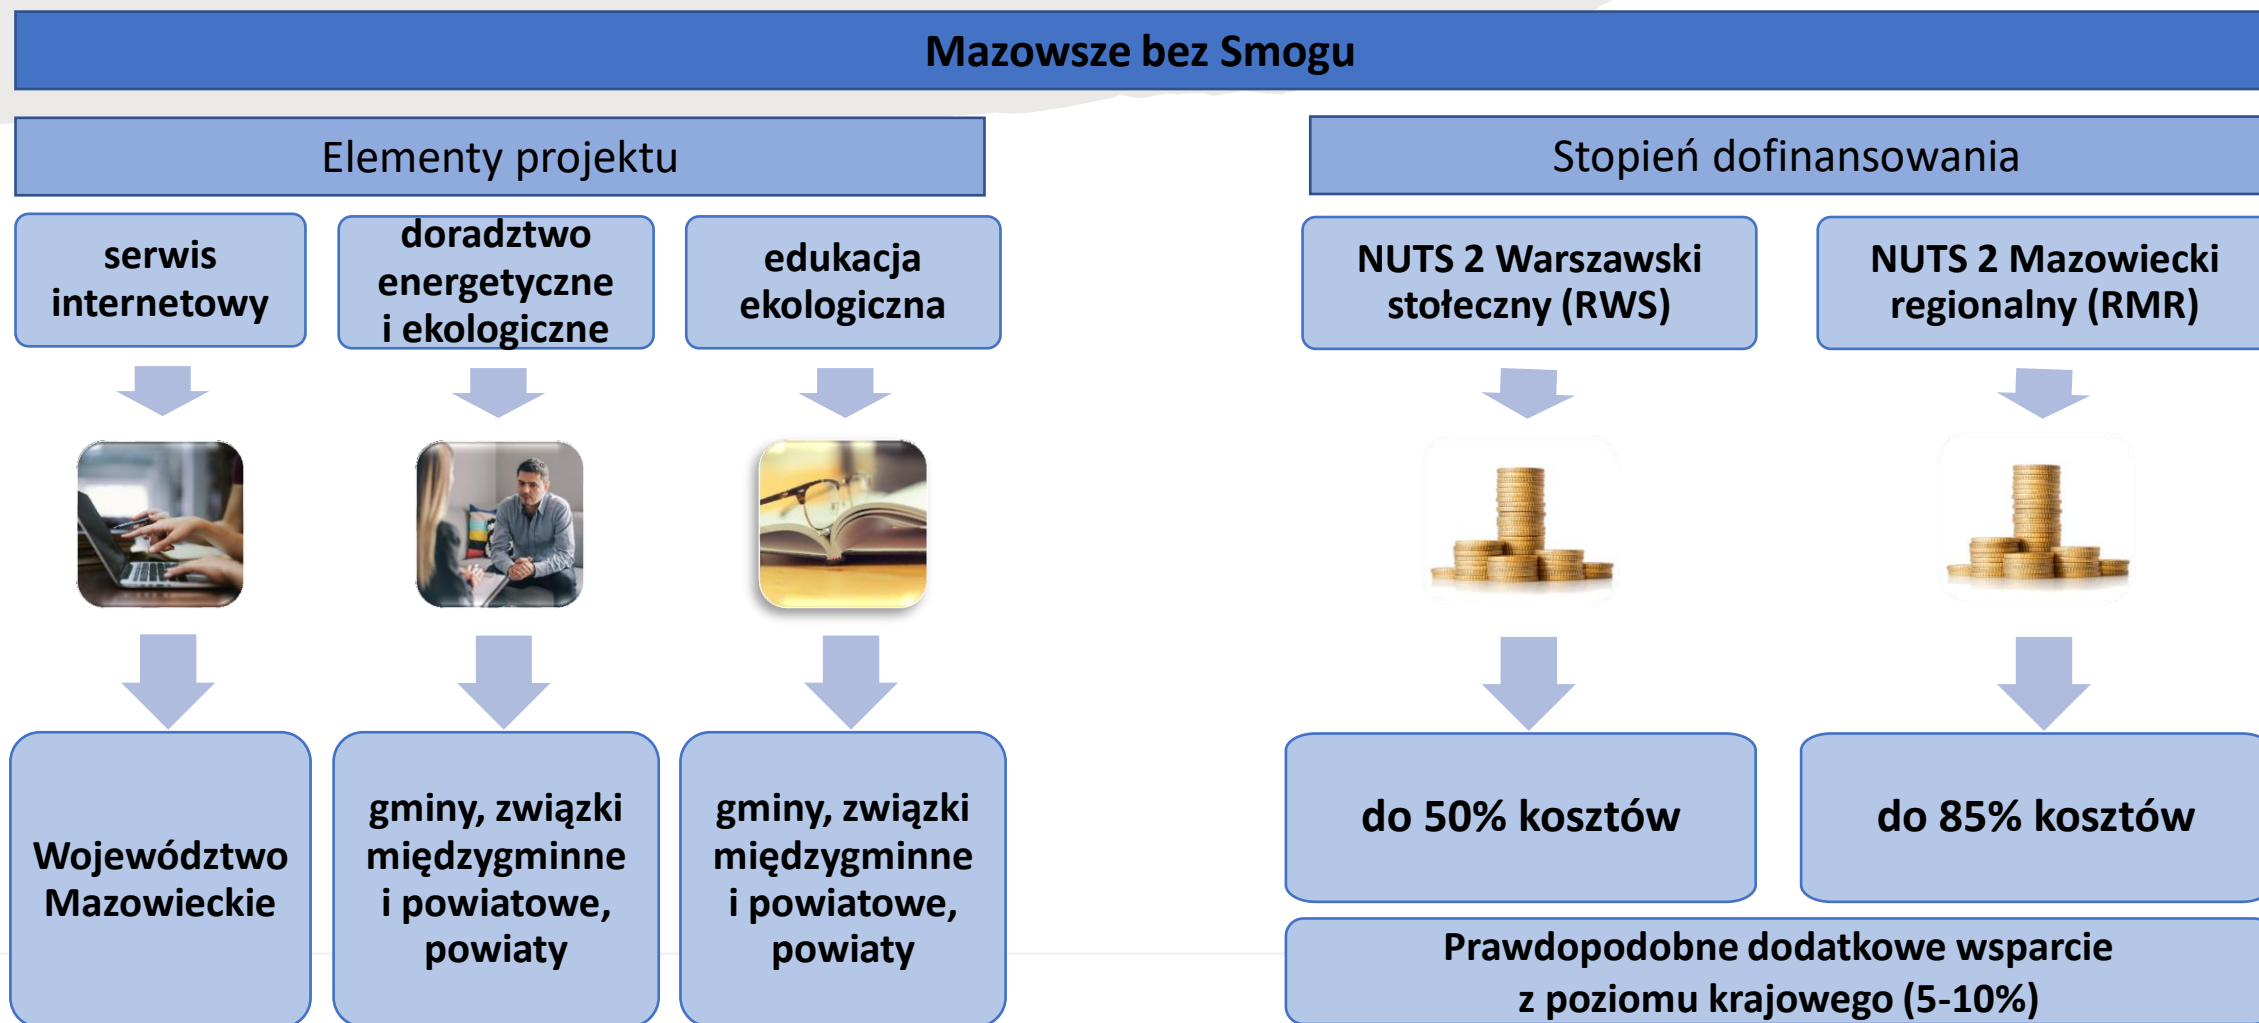 Mazowsze bez Smogu
Elementy projektu
serwis
internetowy
doradztwo
energetyczne
i ekologiczne
edukacja
ekologiczna
Województwo
Mazowieckie
gminy, związki
międzygminne
i powiatowe,
powiaty
gminy, związki
międzygminne
i powiatowe,
powiaty
Stopień dofinansowania
NUTS 2 Warszawski
stołeczny (RWS)
NUTS 2 Mazowiecki
regionalny (RMR)
do 50% kosztów
do 85% kosztów
Prawdopodobne dodatkowe wsparcie
z poziomu krajowego (5-10%)